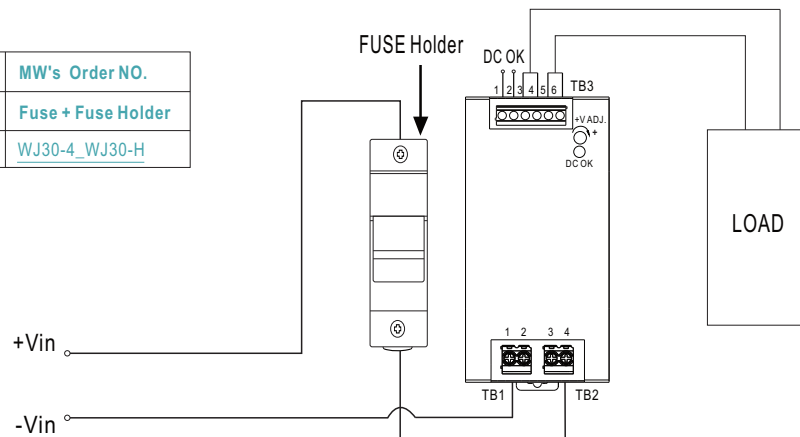 MW's Order NO.
Fuse + Fuse Holder
WJ30-4_WJ30-H
FUSE Holder
DC OK
1 2 3 4 5 6
TB3
+V ADJ.
+
DC OK
LOAD
1 2 3 4
TB1
TB2
+Vin
-Vin